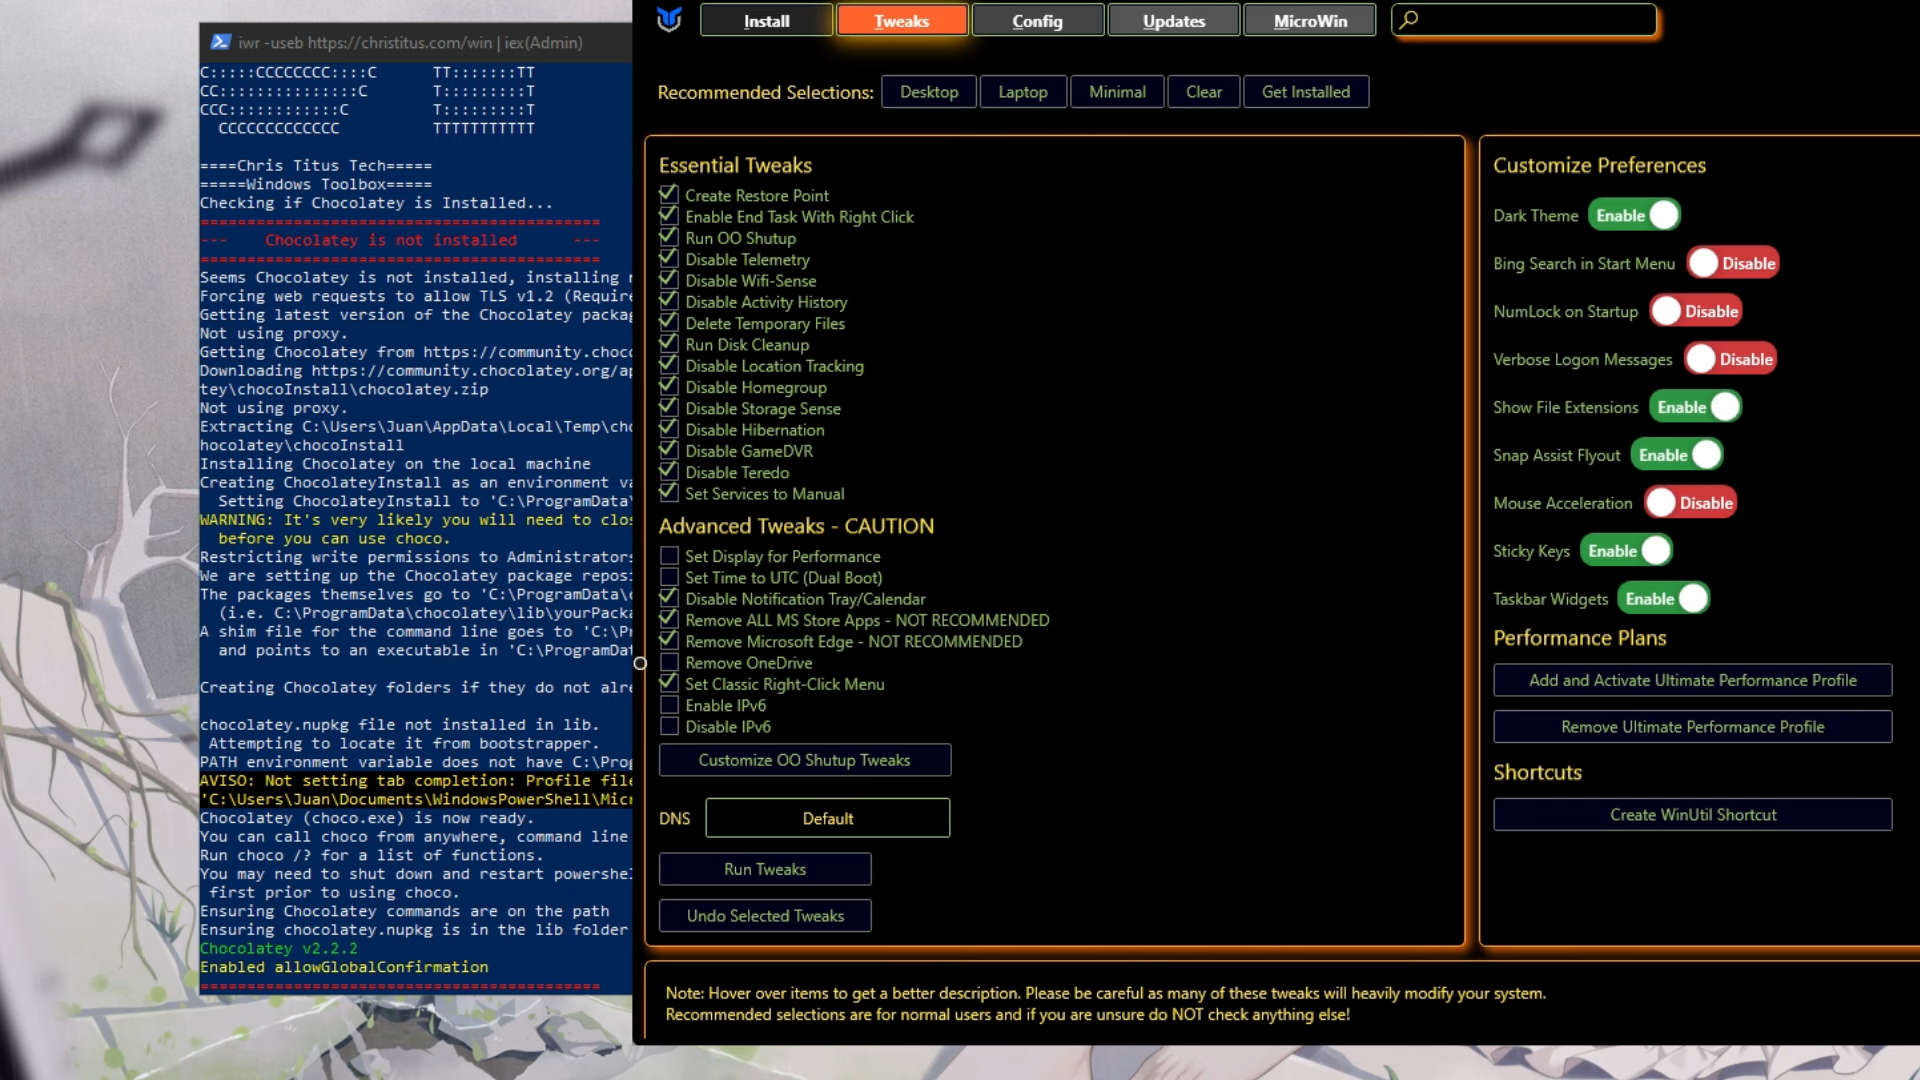 iwr -useb https://christitus.com/win | iex(Admin)
C:::::CCCCCCCC::::C      TT:::::::TT
CC:::::::::::::::C       T:::::::::T
CCC::::::::::::C         T:::::::::T
CCCCCCCCCCCCC          TTTTTTTTTTT
====Chris Titus Tech=====
=====Windows Toolbox=====
Checking if Chocolatey is Installed...
===========================================
---    Chocolatey is not installed      ---
===========================================
Seems Chocolatey is not installed, installing
Forcing web requests to allow TLS v1.2 (Require
Getting latest version of the Chocolatey packag
Not using proxy.
Getting Chocolatey from https://community.choco
Downloading https://community.chocolatey.org/ap
tey\chocoInstall\chocolatey.zip
Not using proxy.
Extracting C:\Users\Juan\AppData\Local\Temp\cho
hocolatey\chocoInstall
Installing Chocolatey on the local machine
Creating ChocolateyInstall as an environment va
Setting ChocolateyInstall to 'C:\ProgramData\
WARNING: It's very likely you will need to clos
before you can use choco.
Restricting write permissions to Administrators
We are setting up the Chocolatey package reposi
The packages themselves go to 'C:\ProgramData\c
(i.e. C:\ProgramData\chocolatey\lib\yourPacka
A shim file for the command line goes to 'C:\Pr
and points to an executable in 'C:\ProgramDat
Creating Chocolatey folders if they do not alre
chocolatey.nupkg file not installed in lib.
Attempting to locate it from bootstrapper.
PATH environment variable does not have C:\Prog
AVISO: Not setting tab completion: Profile file
'C:\Users\Juan\Documents\WindowsPowerShell\Micr
Chocolatey (choco.exe) is now ready.
You can call choco from anywhere, command line
Run choco /? for a list of functions.
You may need to shut down and restart powershel
first prior to using choco.
Ensuring Chocolatey commands are on the path
Ensuring chocolatey.nupkg is in the lib folder
Chocolatey v2.2.2
Enabled allowGlobalConfirmation
===========================================
Install
Tweaks
Config
Updates
MicroWin
Recommended Selections:
Desktop
Laptop
Minimal
Clear
Get Installed
Essential Tweaks
Create Restore Point
Enable End Task With Right Click
Run OO Shutup
Disable Telemetry
Disable Wifi-Sense
Disable Activity History
Delete Temporary Files
Run Disk Cleanup
Disable Location Tracking
Disable Homegroup
Disable Storage Sense
Disable Hibernation
Disable GameDVR
Disable Teredo
Set Services to Manual
Advanced Tweaks - CAUTION
Set Display for Performance
Set Time to UTC (Dual Boot)
Disable Notification Tray/Calendar
Remove ALL MS Store Apps - NOT RECOMMENDED
Remove Microsoft Edge - NOT RECOMMENDED
Remove OneDrive
Set Classic Right-Click Menu
Enable IPv6
Disable IPv6
Customize OO Shutup Tweaks
DNS
Default
Run Tweaks
Undo Selected Tweaks
Customize Preferences
Dark Theme Enable
Bing Search in Start Menu Disable
NumLock on Startup Disable
Verbose Logon Messages Disable
Show File Extensions Enable
Snap Assist Flyout Enable
Mouse Acceleration Disable
Sticky Keys Enable
Taskbar Widgets Enable
Performance Plans
Add and Activate Ultimate Performance Profile
Remove Ultimate Performance Profile
Shortcuts
Create WinUtil Shortcut
Note: Hover over items to get a better description. Please be careful as many of these tweaks will heavily modify your system.
Recommended selections are for normal users and if you are unsure do NOT check anything else!